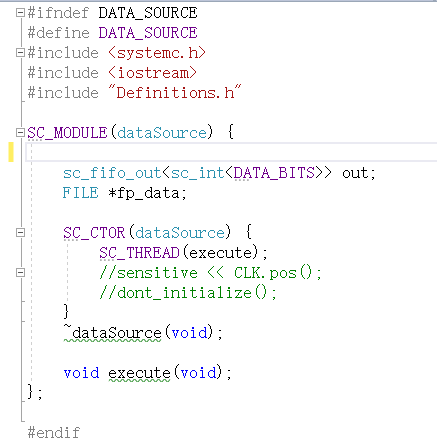 #ifndef DATA_SOURCE
#define DATA_SOURCE
#include <systemc.h>
#include <iostream>
#include "Definitions.h"
SC_MODULE(dataSource) {
sc_fifo_out<sc_int<DATA_BITS>> out;
FILE *fp_data;
SC_CTOR(dataSource) {
SC_THREAD(execute);
//sensitive << CLK.pos();
//dont_initialize();
}
~dataSource(void);
void execute(void);
};
#endif